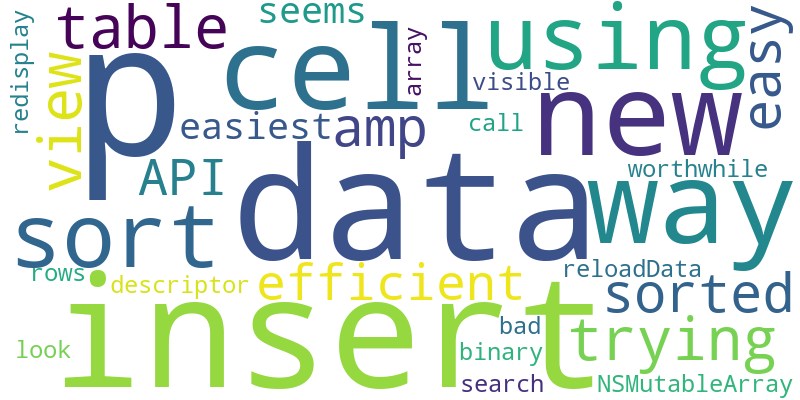 seems
table
using
redisplay
p
cell
array
easy
view
visible
new
easiest
amp
call
API
data
way
worthwhile
sort
rows
descriptor
efficient
reloadData
sorted
insert
bad
trying
look
binary
search
NSMutableArray